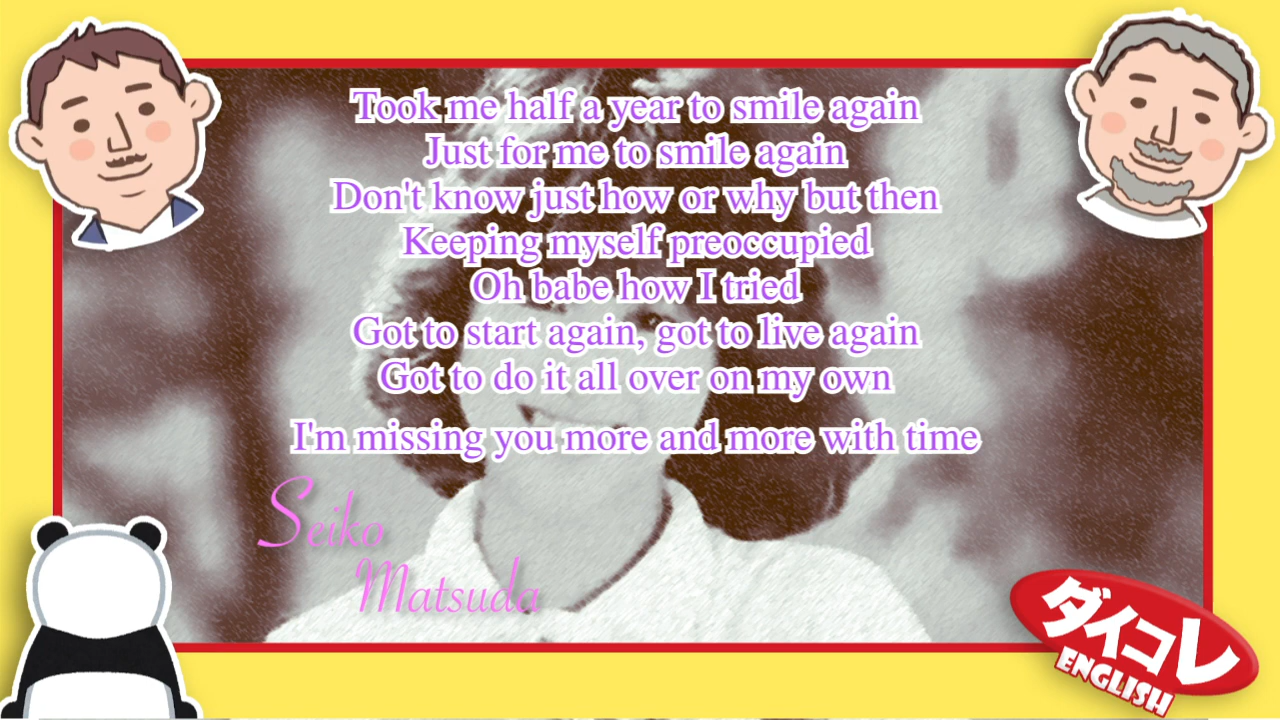 Took me half a year to smile again
Just for me to smile again
Don't know just how or why but then
Keeping myself preoccupied
Oh babe how I tried
Got to start again, got to live again
Got to do it all over on my own
I'm missing you more and more with time
Seiko
Matsuda
ダイコレ
ENGLISH